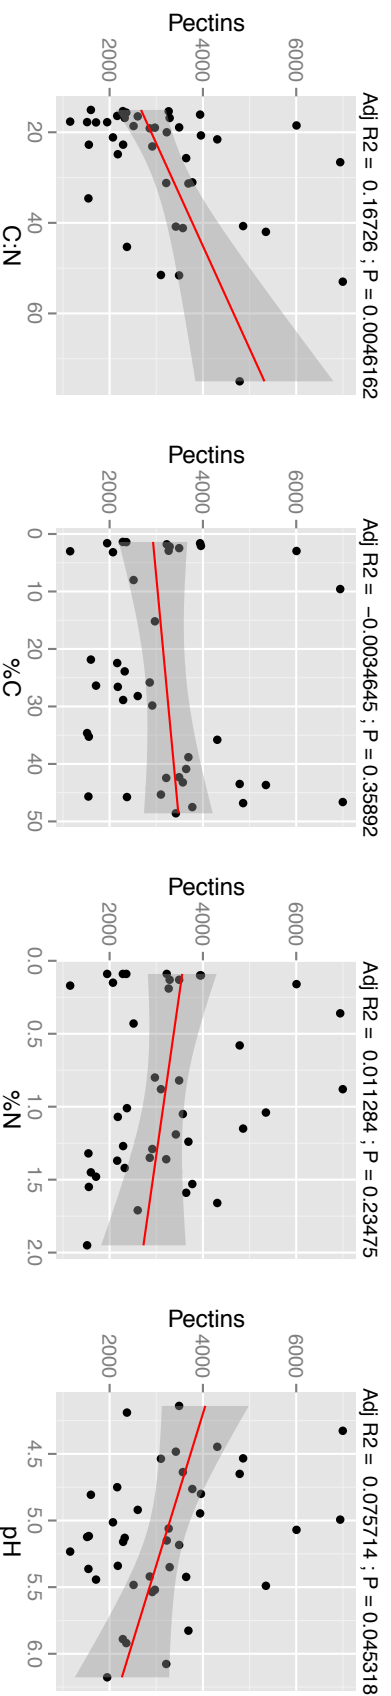 Adj R2 = 0.16726 ; P = 0.0046162
Pectins
2000
4000
6000
20
40
60
C:N
Adj R2 = −0.0034645 ; P = 0.35892
Pectins
2000
4000
6000
0
10
20
30
40
50
%C
Adj R2 = 0.011284 ; P = 0.23475
Pectins
2000
4000
6000
0.0
0.5
1.0
1.5
2.0
%N
Adj R2 = 0.075714 ; P = 0.045318
Pectins
2000
4000
6000
4.5
5.0
5.5
6.0
pH